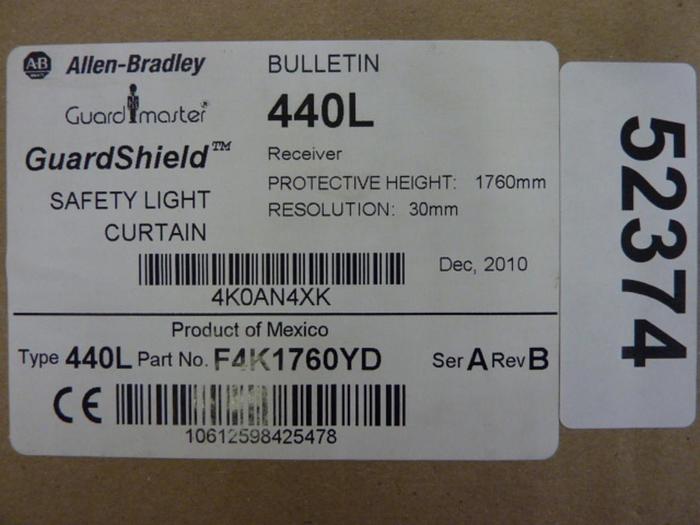 AB Allen-Bradley
Guardmaster®
GuardShield™
SAFETY LIGHT
CURTAIN
BULLETIN
440L
Receiver
PROTECTIVE HEIGHT: 1760mm
RESOLUTION: 30mm
Dec, 2010
4K0AN4XK
Product of Mexico
Type 440L Part No. F4K1760YD Ser A Rev B
CE
10612598425478
52374